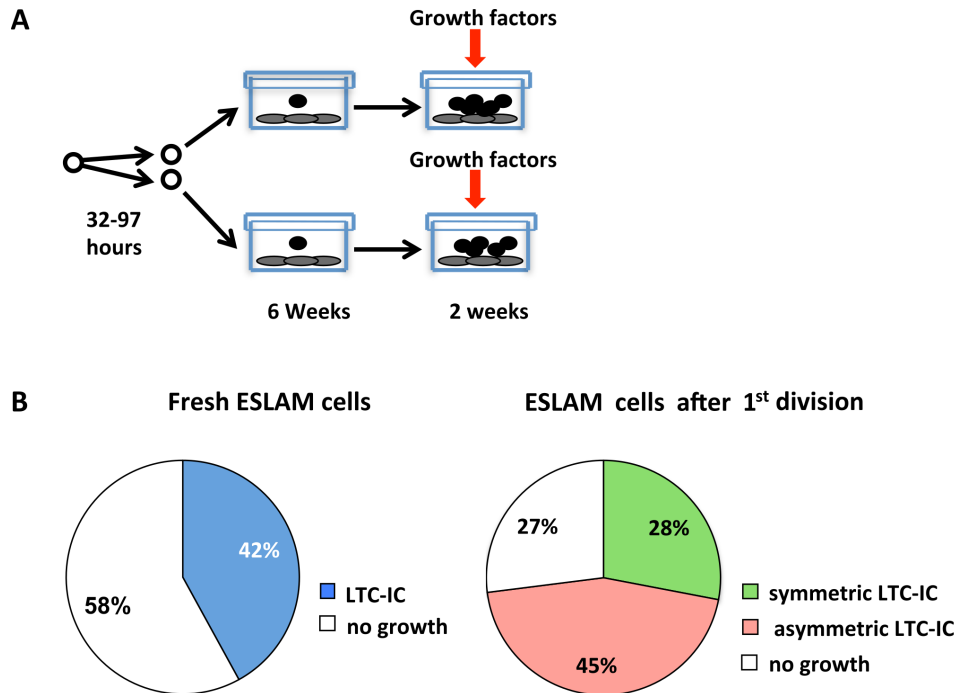 A
Growth factors
Growth factors
32-97
hours
6 Weeks
2 weeks
B
Fresh ESLAM cells
ESLAM cells after 1st division
42%
58%
LTC-IC
no growth
27%
28%
45%
symmetric LTC-IC
asymmetric LTC-IC
no growth